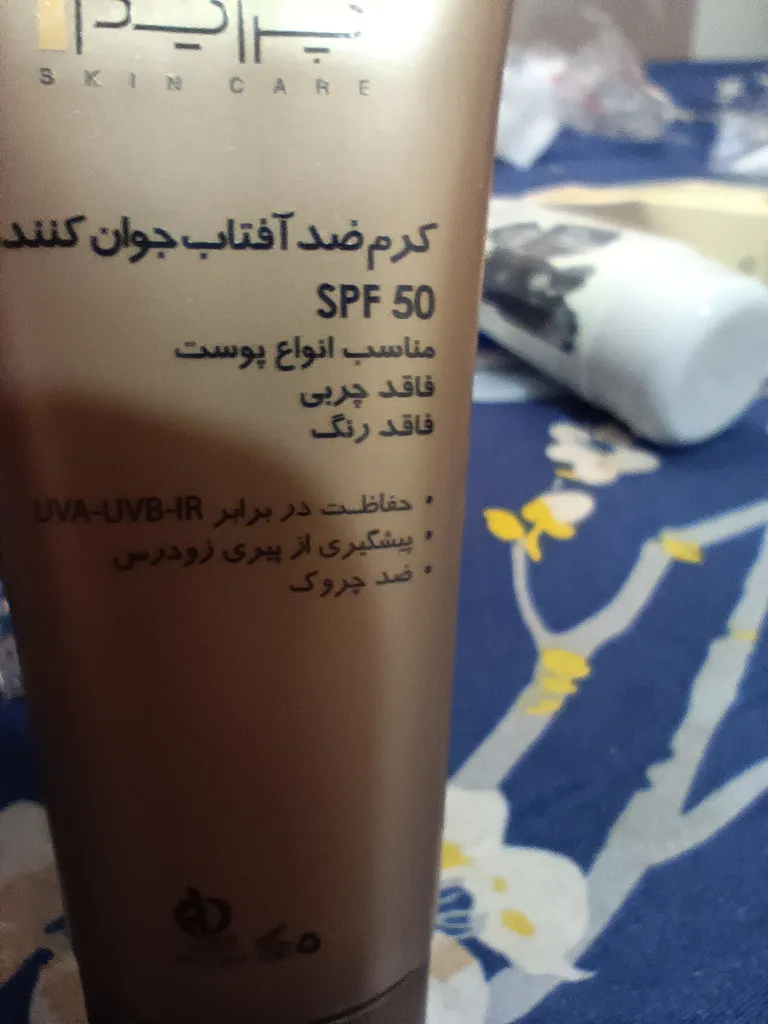 SKIN CARE
کرم ضد آفتاب جوان کنند
SPF 50
مناسب انواع پوست
فاقد چربی
فاقد رنگ
• حفاظت در برابر UVA-UVB-IR
• پیشگیری از پیری زودرس
• ضد چروک